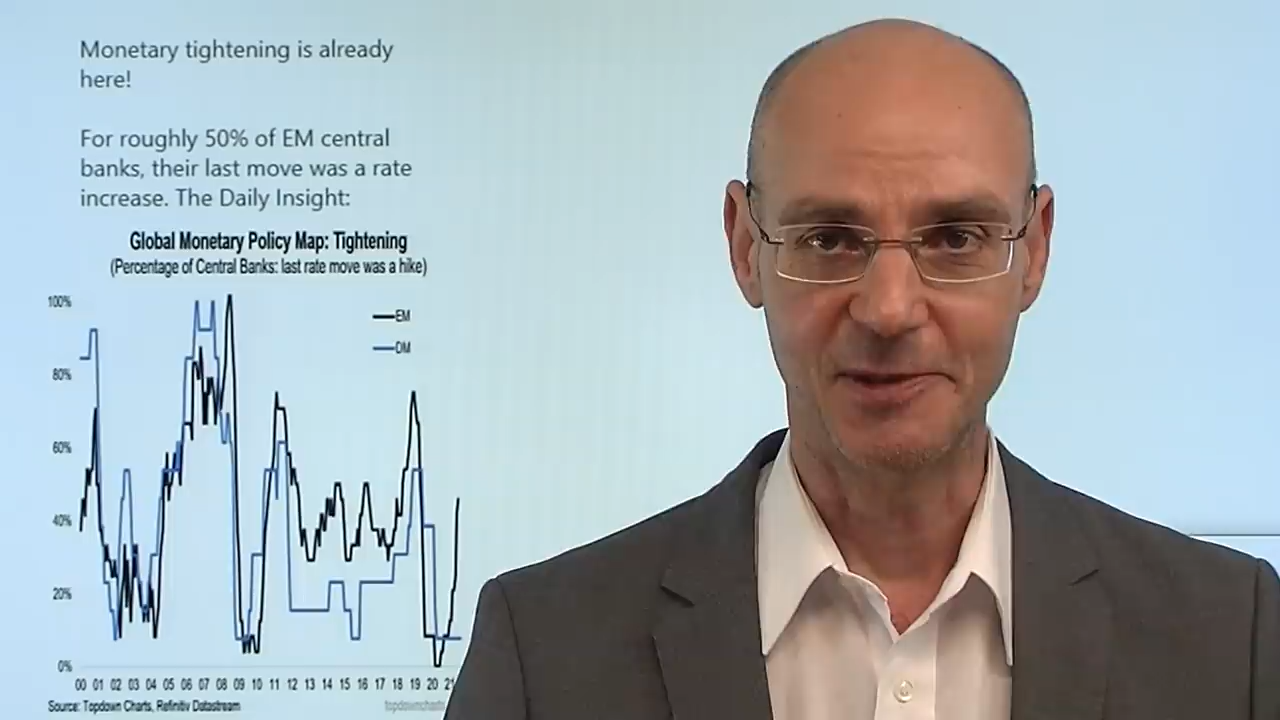 Monetary tightening is already
here!
For roughly 50% of EM central
banks, their last move was a rate
increase. The Daily Insight:
Global Monetary Policy Map: Tightening
(Percentage of Central Banks: last rate move was a hike)
100%
EM
DM
80%
60%
40%
20%
0%
00 01 02 03 04 05 06 07 08 09 10 11 12 13 14 15 16 17 18 19 20 21
Source: Topdown Charts, Refinitiv Datastream
topdowncharts